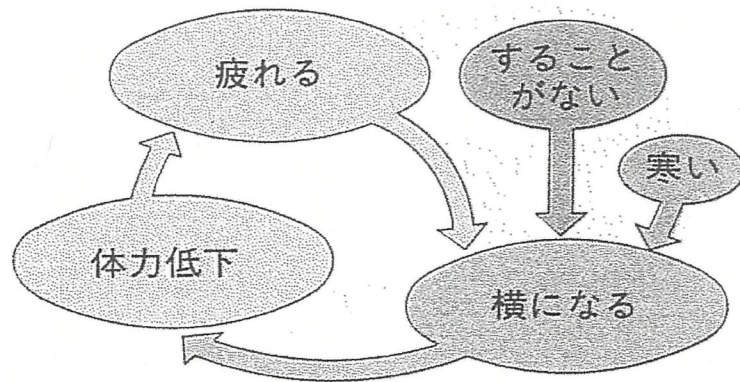 疲れる
すること
がない
寒い
体力低下
横になる